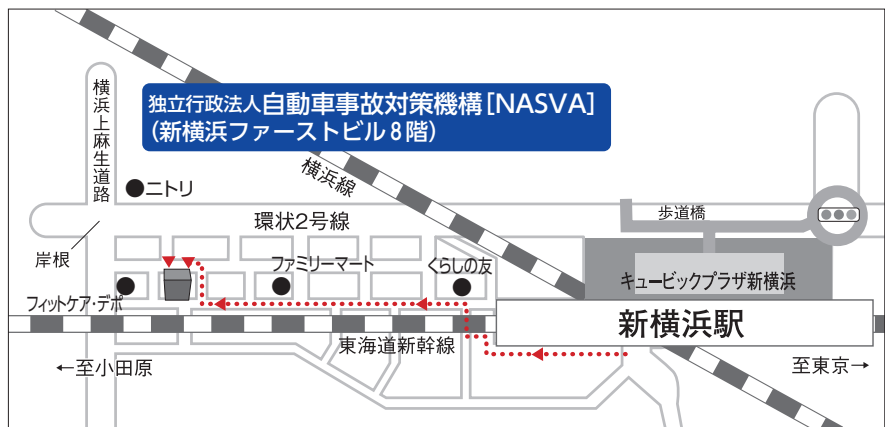 独立行政法人自動車事故対策機構[NASVA]
(新横浜ファーストビル8階)
横浜上麻生道路
ニトリ
横浜線
歩道橋
環状2号線
岸根
ファミリーマート
くらしの友
キュービックプラザ新横浜
フィットケア・デポ
新横浜駅
東海道新幹線
←至小田原
至東京→